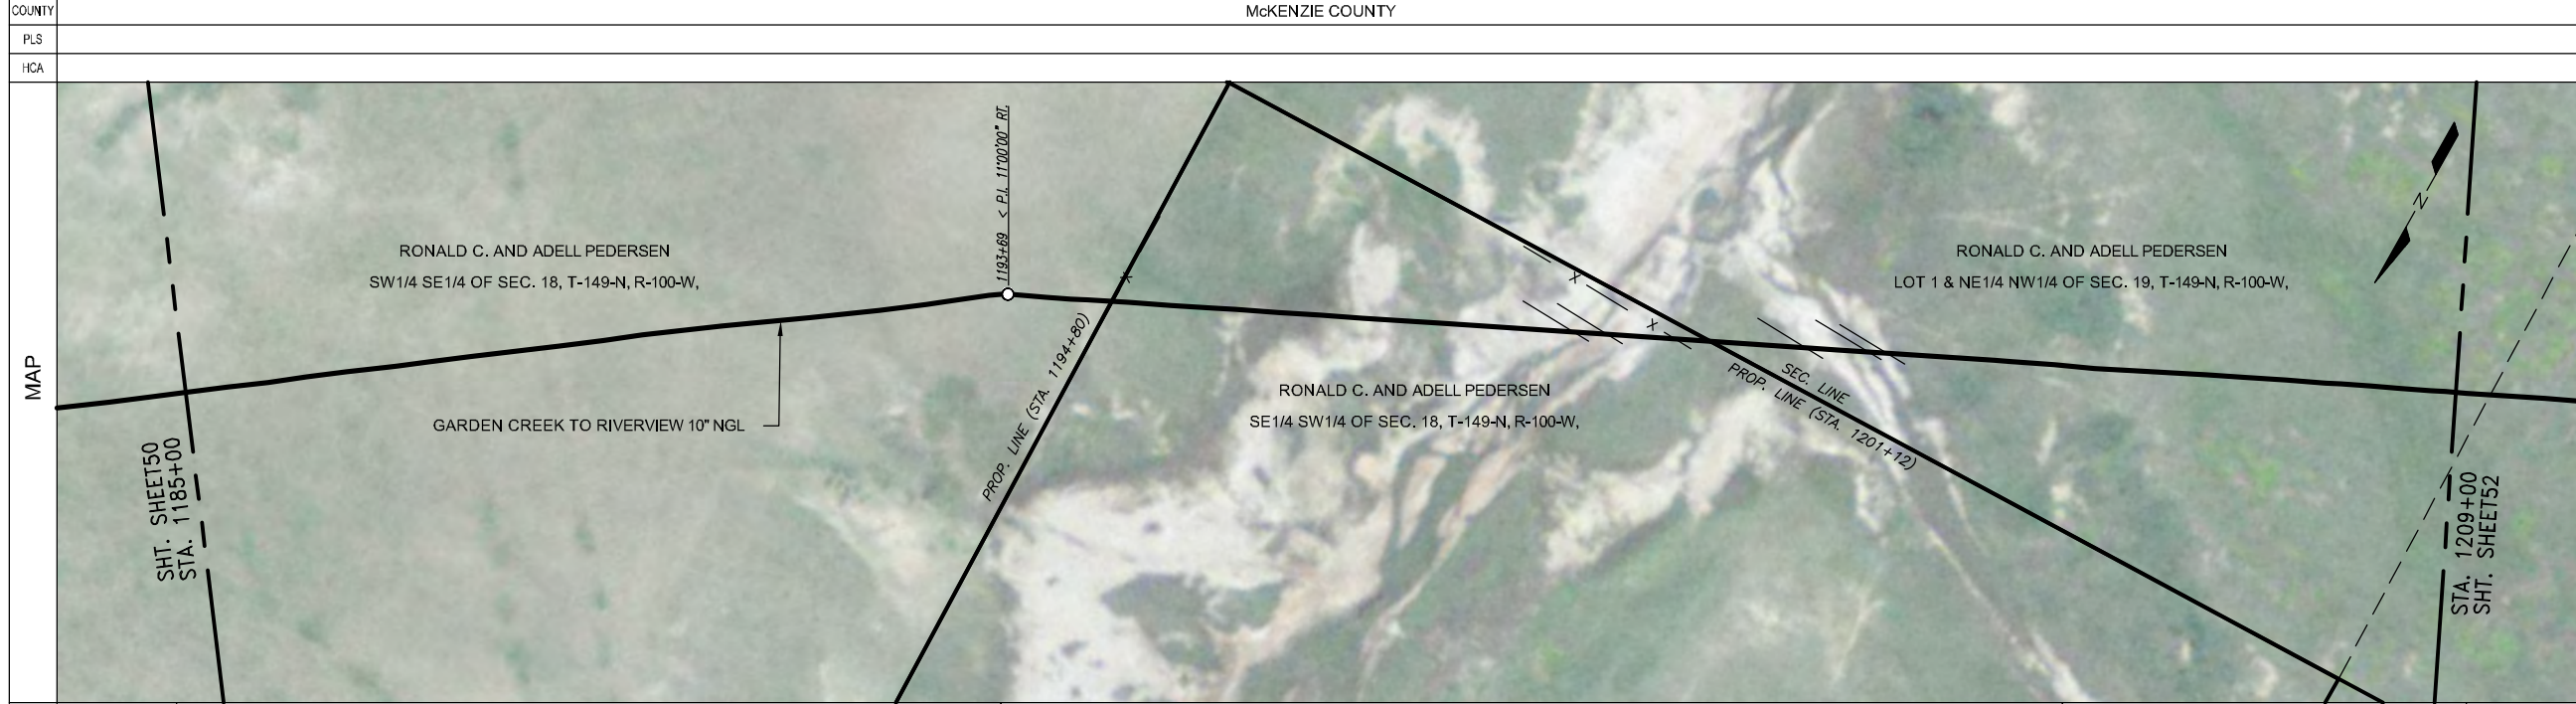 COUNTY
McKENZIE COUNTY
PLS
HCA
MAP
SHT. SHEET50
STA. 1185+00
RONALD C. AND ADELL PEDERSEN
SW1/4 SE1/4 OF SEC. 18, T-149-N, R-100-W,
GARDEN CREEK TO RIVERVIEW 10" NGL
1193+69 < P.I. 11°00'00" RT.
PROP. LINE (STA. 1194+80)
X
X
X
RONALD C. AND ADELL PEDERSEN
SE1/4 SW1/4 OF SEC. 18, T-149-N, R-100-W,
SEC. LINE
PROP. LINE (STA. 1201+12)
RONALD C. AND ADELL PEDERSEN
LOT 1 & NE1/4 NW1/4 OF SEC. 19, T-149-N, R-100-W,
N
STA. 1209+00
SHT. SHEET52